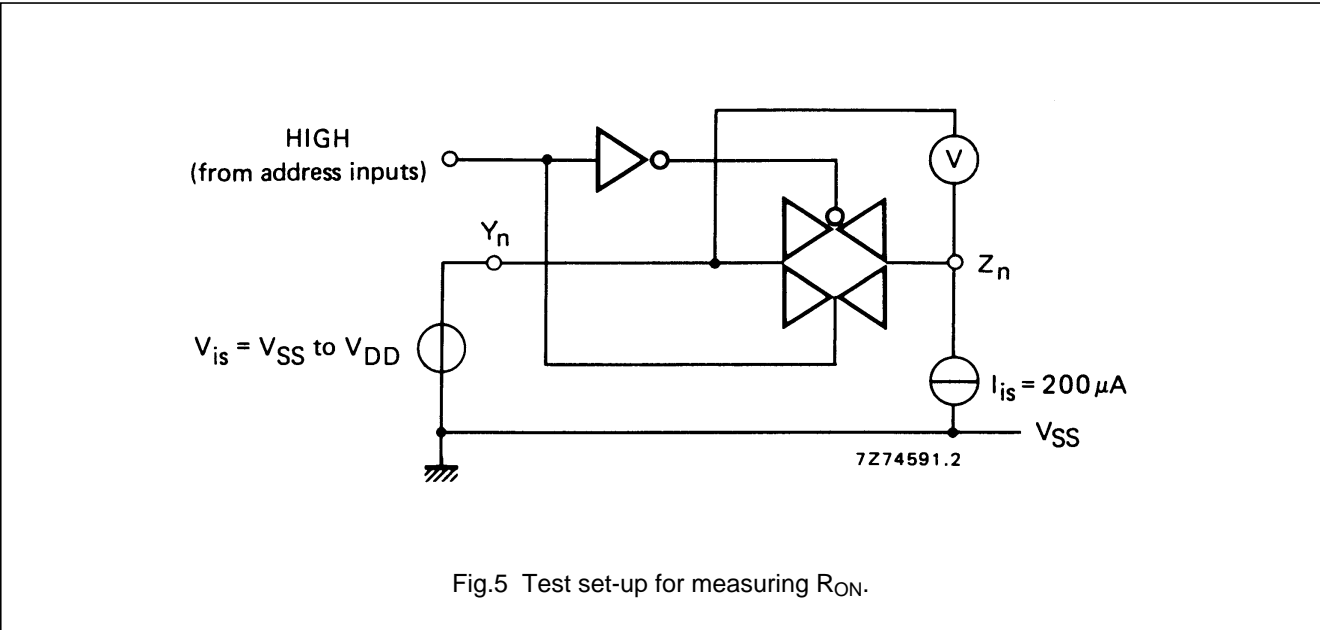 HIGH
(from address inputs)
V
Yn
Zn
Vis = VSS to VDD
Iis = 200 μA
VSS
7Z74591.2
Fig.5 Test set-up for measuring RON.